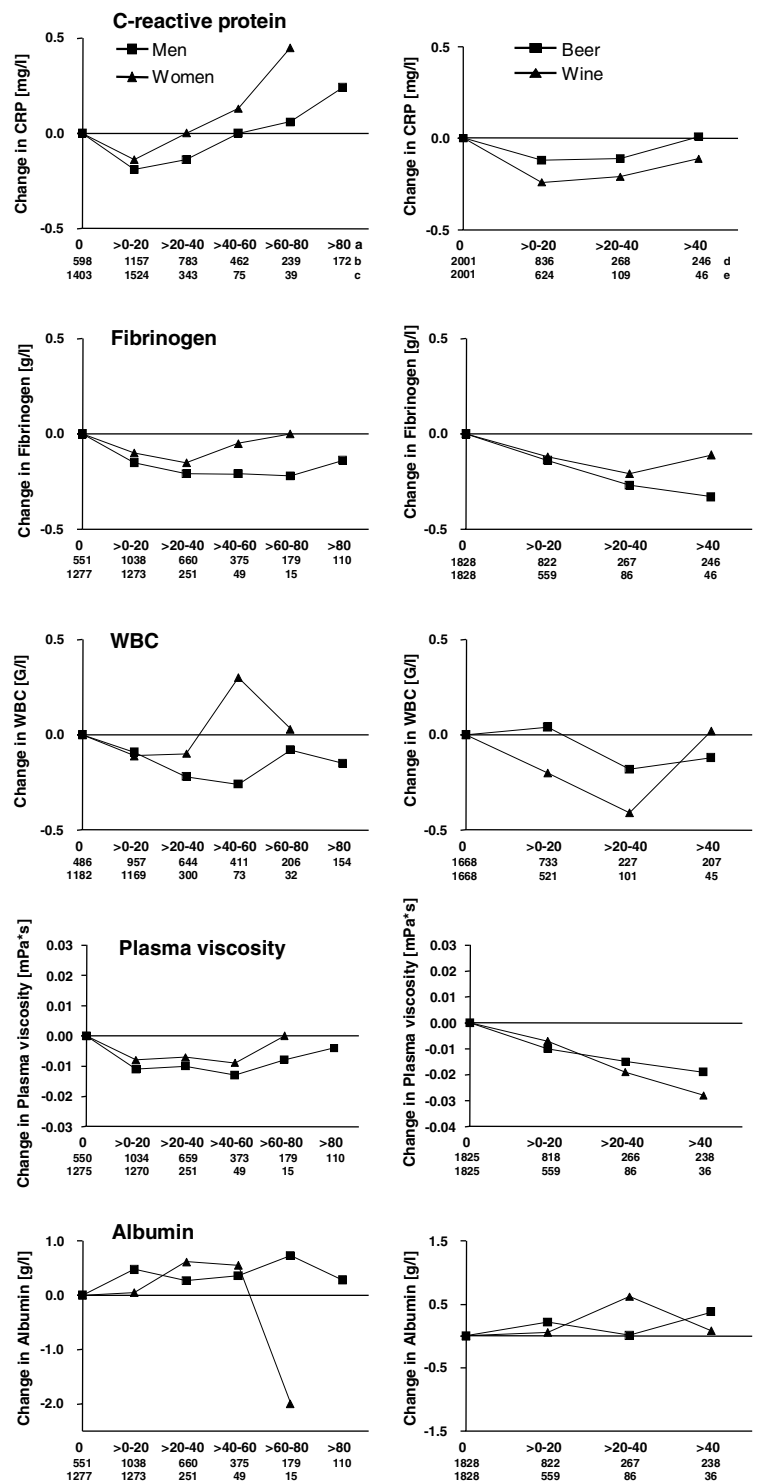 C-reactive protein
Men
Women
Change in CRP [mg/l]
0.5
0.0
-0.5
0 >0-20 >20-40 >40-60 >60-80 >80 a
598 1157 783 462 239 172 b
1403 1524 343 75 39 c
Beer
Wine
Change in CRP [mg/l]
0.5
0.0
-0.5
0 >0-20 >20-40 >40
2001 836 268 246 d
2001 624 109 46 e
Fibrinogen
Change in Fibrinogen [g/l]
0.5
0.0
-0.5
0 >0-20 >20-40 >40-60 >60-80 >80
551 1038 660 375 179 110
1277 1273 251 49 15
Change in Fibrinogen [g/l]
0.5
0.0
-0.5
0 >0-20 >20-40 >40
1828 822 267 246
1828 559 86 46
WBC
Change in WBC [G/l]
0.5
0.0
-0.5
0 >0-20 >20-40 >40-60 >60-80 >80
486 957 644 411 206 154
1182 1169 300 73 32
Change in WBC [G/l]
0.5
0.0
-0.5
0 >0-20 >20-40 >40
1668 733 227 207
1668 521 101 45
Plasma viscosity
Change in Plasma viscosity [mPa*s]
0.03
0.02
0.01
0.00
-0.01
-0.02
-0.03
0 >0-20 >20-40 >40-60 >60-80 >80
550 1034 659 373 179 110
1275 1270 251 49 15
Change in Plasma viscosity [mPa*s]
0.03
0.02
0.01
0.00
-0.01
-0.02
-0.03
-0.04
0 >0-20 >20-40 >40
1825 818 266 238
1825 559 86 36
Albumin
Change in Albumin [g/l]
1.0
0.0
-1.0
-2.0
0 >0-20 >20-40 >40-60 >60-80 >80
551 1038 660 375 179 110
1277 1273 251 49 15
Change in Albumin [g/l]
1.5
0.5
-0.5
-1.5
0 >0-20 >20-40 >40
1828 822 267 238
1828 559 86 36